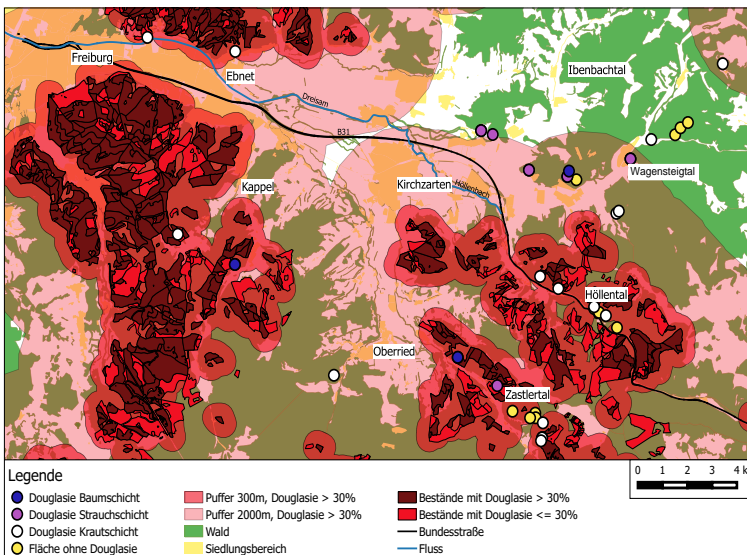 Freiburg
Ebnet
Ibenbachtal
Dreisam
B31
Kappel
Kirchzarten
Höllenbach
Wagensteigtal
Höllental
Oberried
Zastlertal
Legende
Douglasie Baumschicht
Douglasie Strauchschicht
Douglasie Krautschicht
Fläche ohne Douglasie
Puffer 300m, Douglasie > 30%
Puffer 2000m, Douglasie > 30%
Wald
Siedlungsbereich
Bestände mit Douglasie > 30%
Bestände mit Douglasie <= 30%
Bundesstraße
Fluss
0 1 2 3 4 k